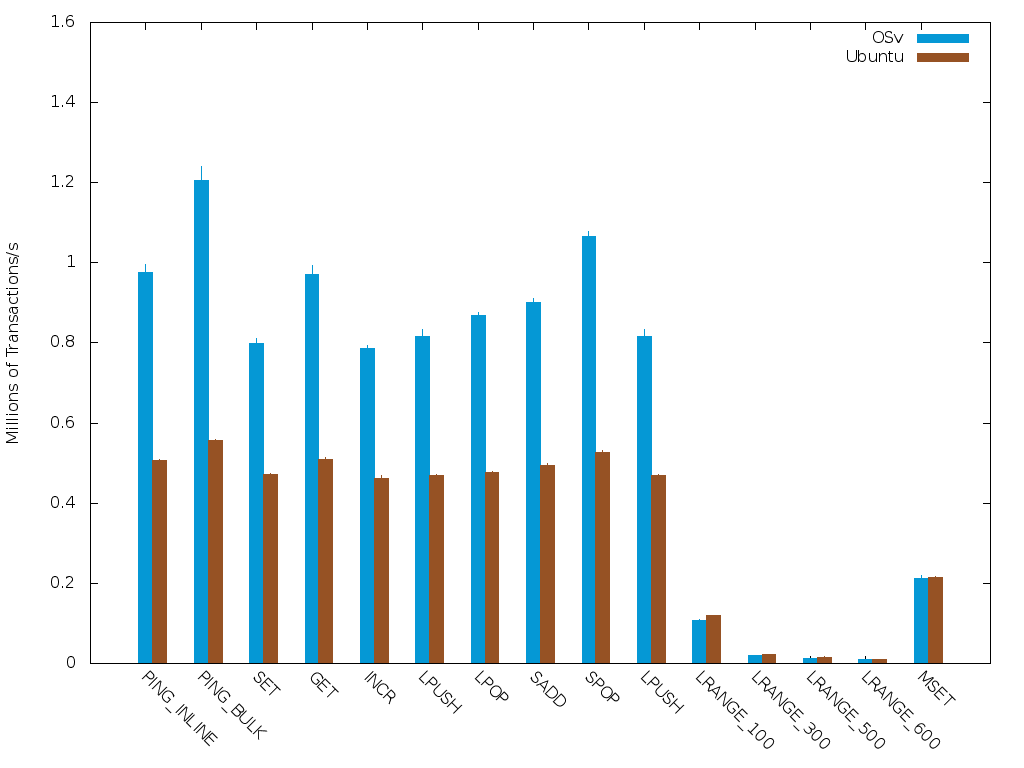 1.6
OSv
Ubuntu
1.4
1.2
1
0.8
0.6
0.4
0.2
0
Millions of Transactions/s
PING_INLINE
PING_BULK
SET
GET
INCR
LPUSH
LPOP
SADD
SPOP
LPUSH
LRANGE_100
LRANGE_300
LRANGE_500
LRANGE_600
MSET